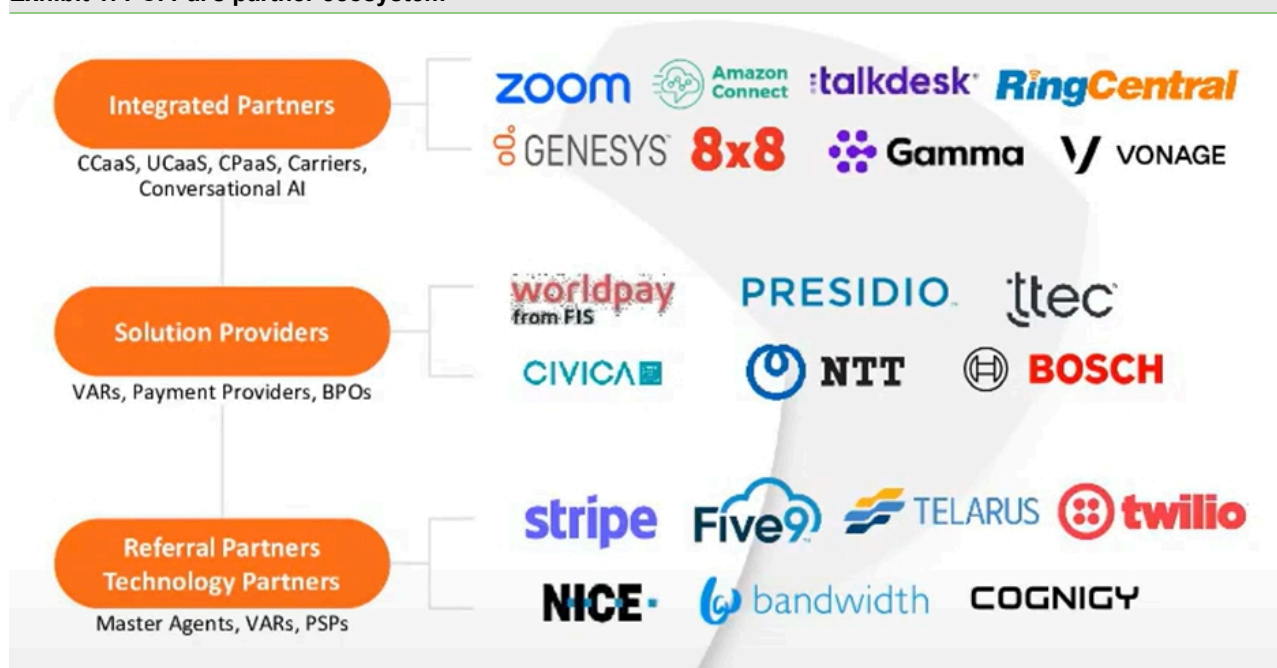 Integrated Partners
CCaaS, UCaaS, CPaaS, Carriers,
Conversational AI
zoom Amazon Connect talkdesk RingCentral
GENESYS 8x8 Gamma VONAGE
Solution Providers
VARs, Payment Providers, BPOs
worldpay from FIS PRESIDIO ttec
CIVICA NTT BOSCH
Referral Partners
Technology Partners
Master Agents, VARs, PSPs
stripe Five9 TELARUS twilio
NICE bandwidth COGNIGY